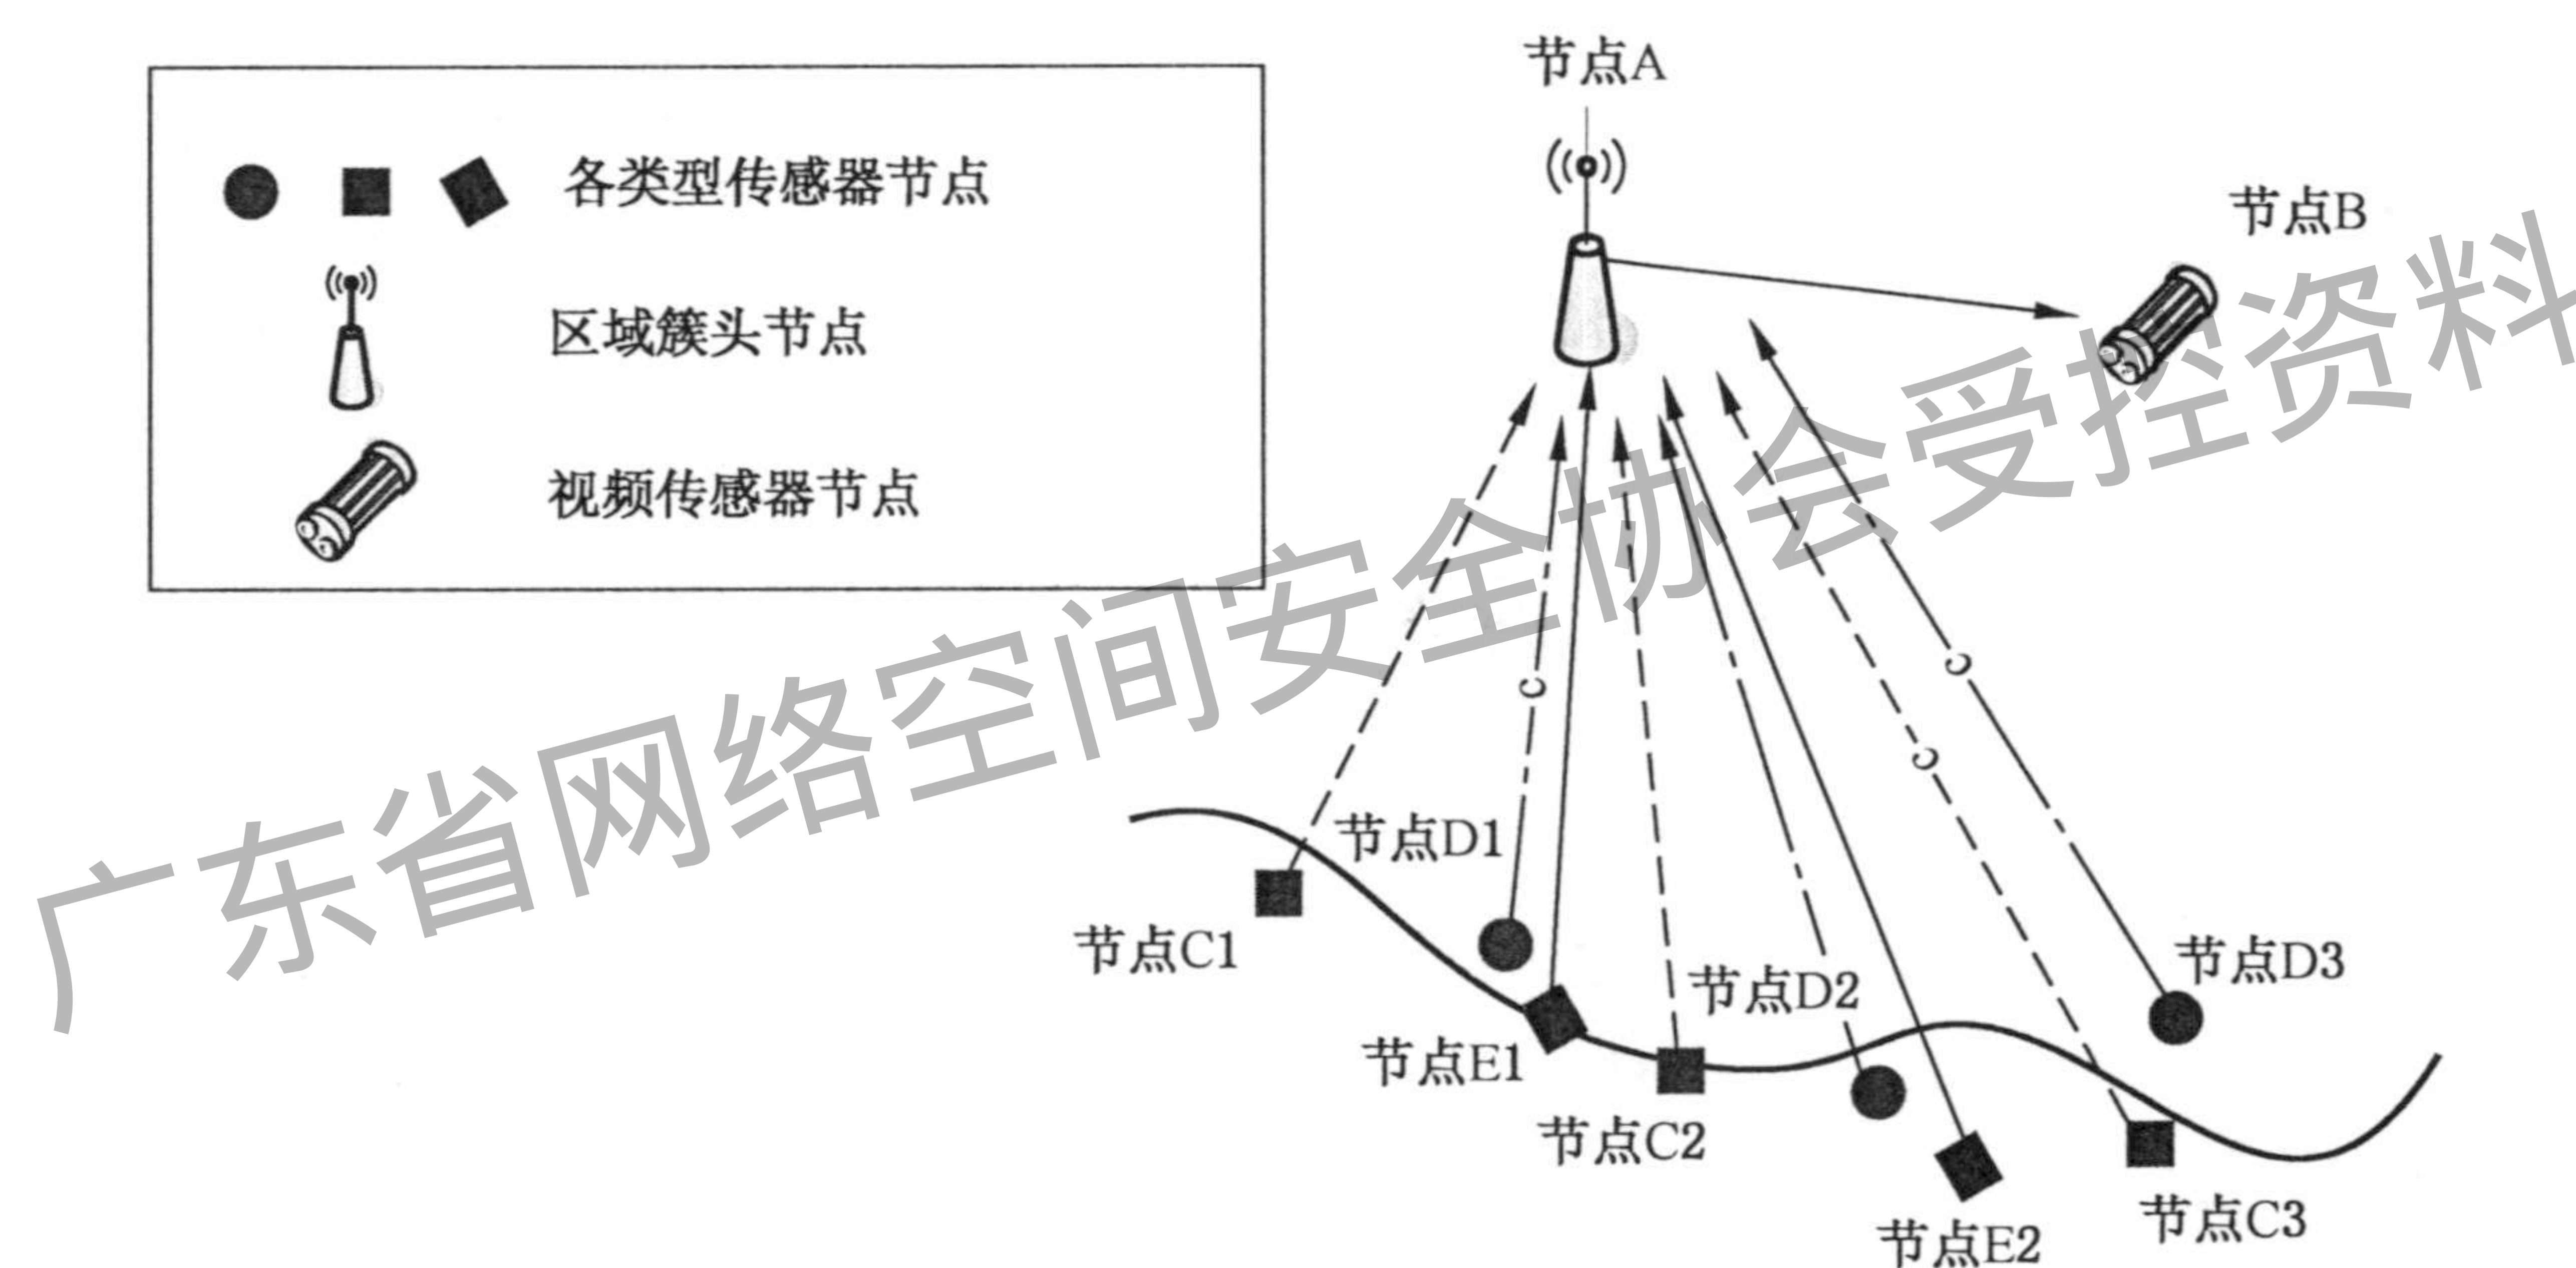 各类型传感器节点
区域簇头节点
视频传感器节点
节点A
节点B
c
c
c
节点D1
节点C1
节点E1
节点C2
节点D2
节点D3
节点E2
节点C3
广东省网络空间安全协会受控资料